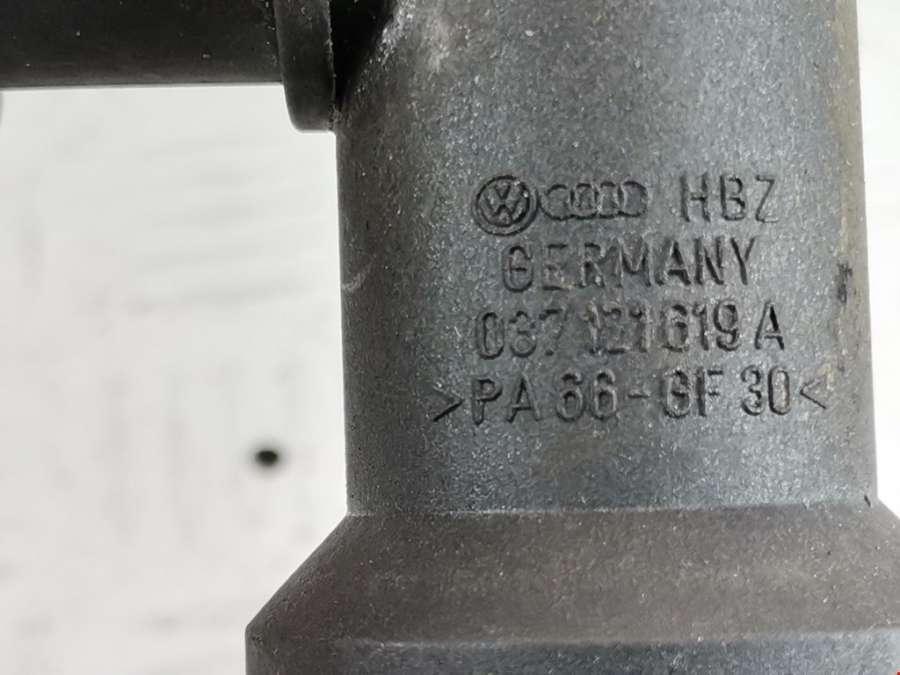 HBZ
GERMANY
037 121 619 A
>PA 66-GF 30<